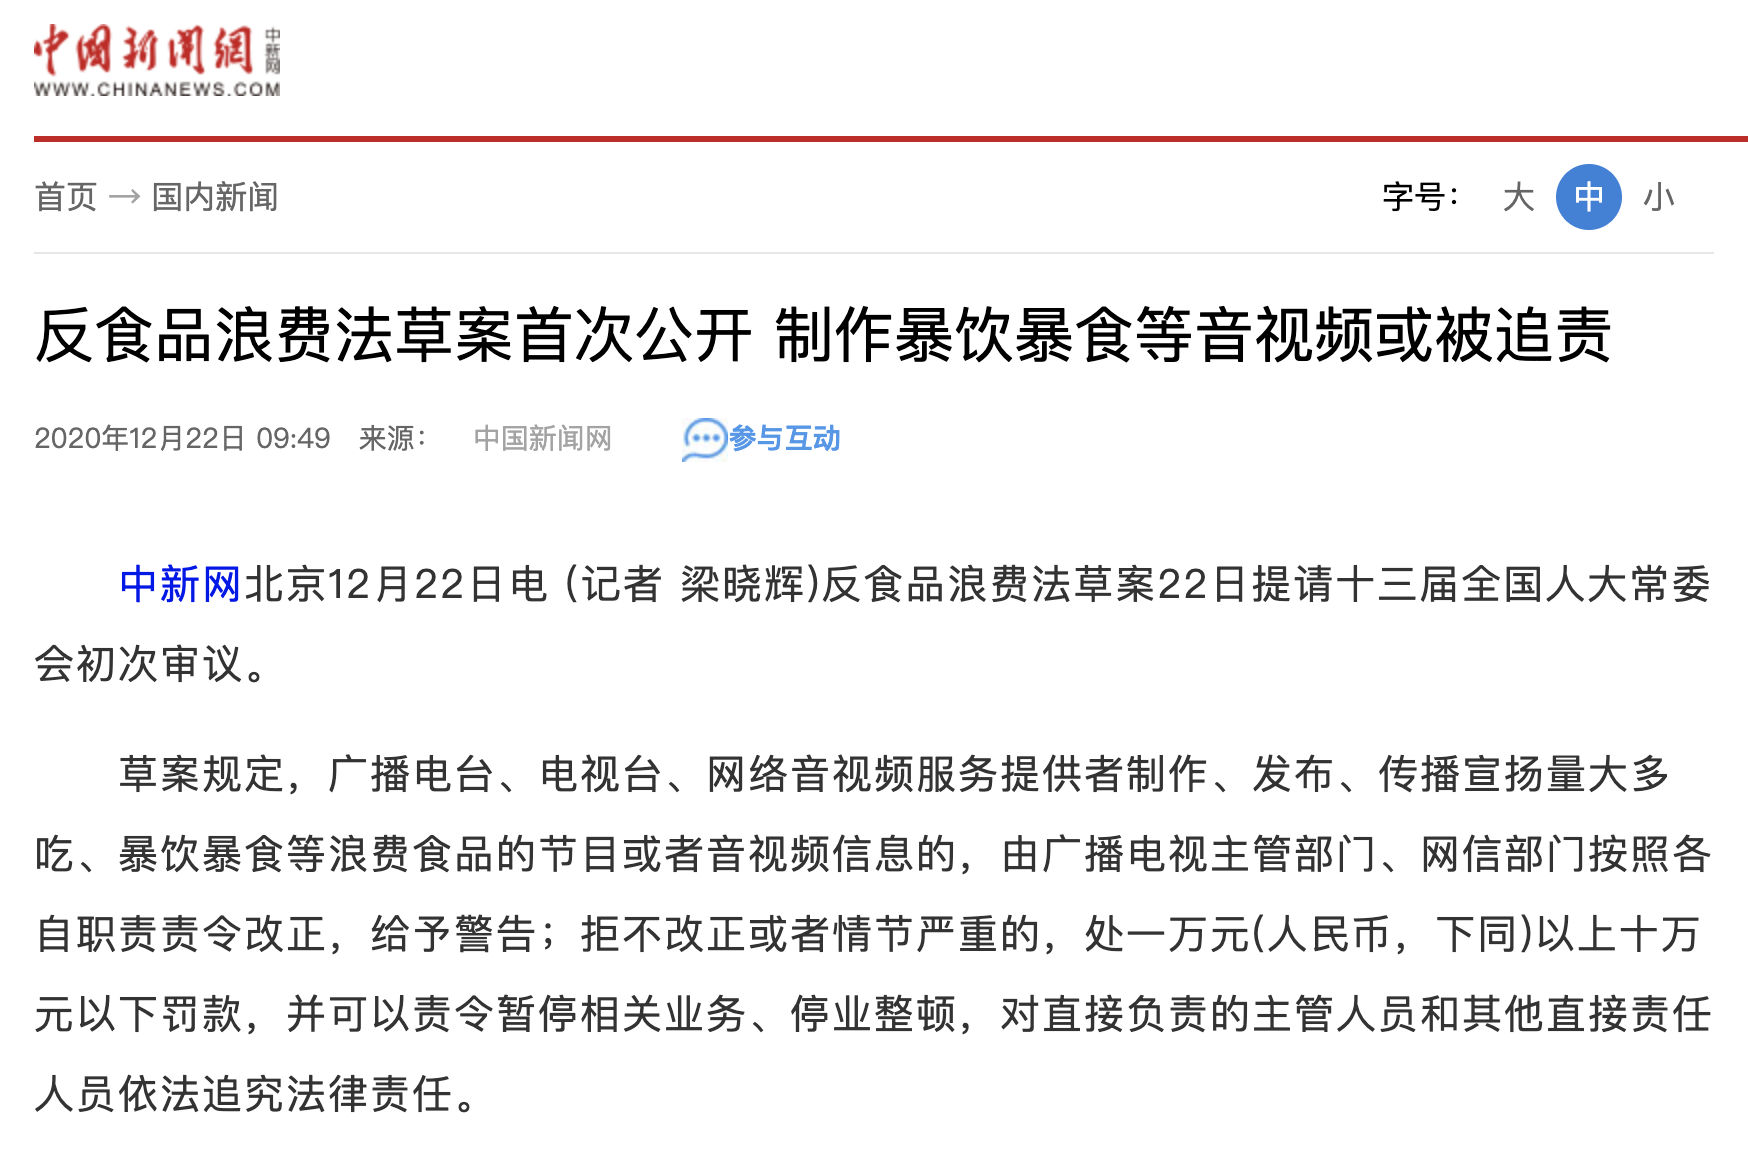 中国新闻網 中新网
WWW.CHINANEWS.COM
首页 → 国内新闻
字号： 大 中 小
反食品浪费法草案首次公开 制作暴饮暴食等音视频或被追责
2020年12月22日 09:49 来源： 中国新闻网 参与互动
中新网北京12月22日电 (记者 梁晓辉)反食品浪费法草案22日提请十三届全国人大常委
会初次审议。
草案规定，广播电台、电视台、网络音视频服务提供者制作、发布、传播宣扬量大多
吃、暴饮暴食等浪费食品的节目或者音视频信息的，由广播电视主管部门、网信部门按照各
自职责责令改正，给予警告；拒不改正或者情节严重的，处一万元(人民币，下同)以上十万
元以下罚款，并可以责令暂停相关业务、停业整顿，对直接负责的主管人员和其他直接责任
人员依法追究法律责任。